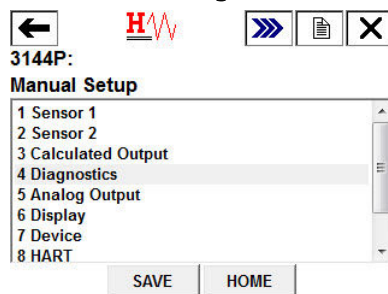 H
3144P:
Manual Setup
1 Sensor 1
2 Sensor 2
3 Calculated Output
4 Diagnostics
5 Analog Output
6 Display
7 Device
8 HART
SAVE HOME